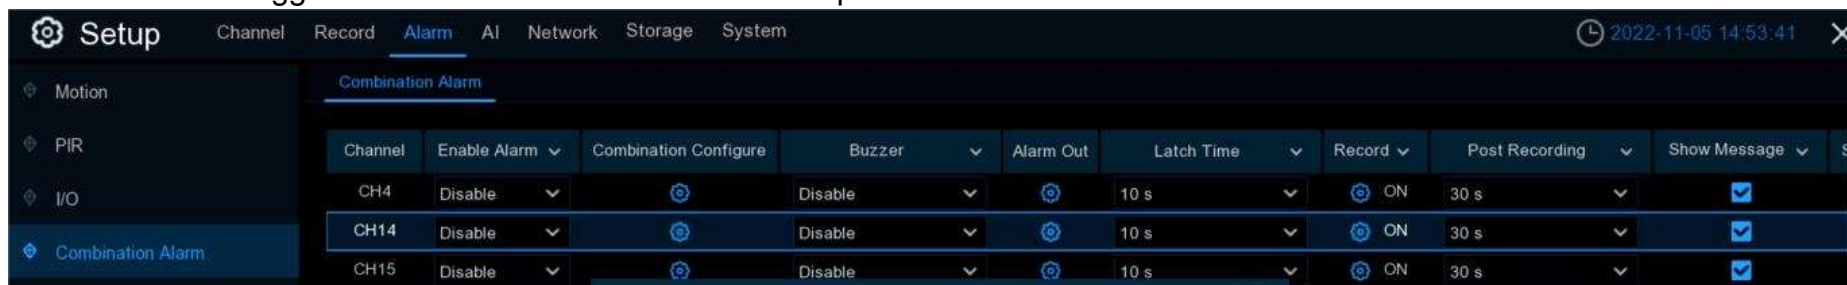 Setup Channel Record Alarm AI Network Storage System 2022-11-05 14:53:41
Motion
Combination Alarm
PIR
Channel Enable Alarm Combination Configure Buzzer Alarm Out Latch Time Record Post Recording Show Message
I/O
CH4 Disable Disable 10 s ON 30 s
CH14 Disable Disable 10 s ON 30 s
Combination Alarm
CH15 Disable Disable 10 s ON 30 s